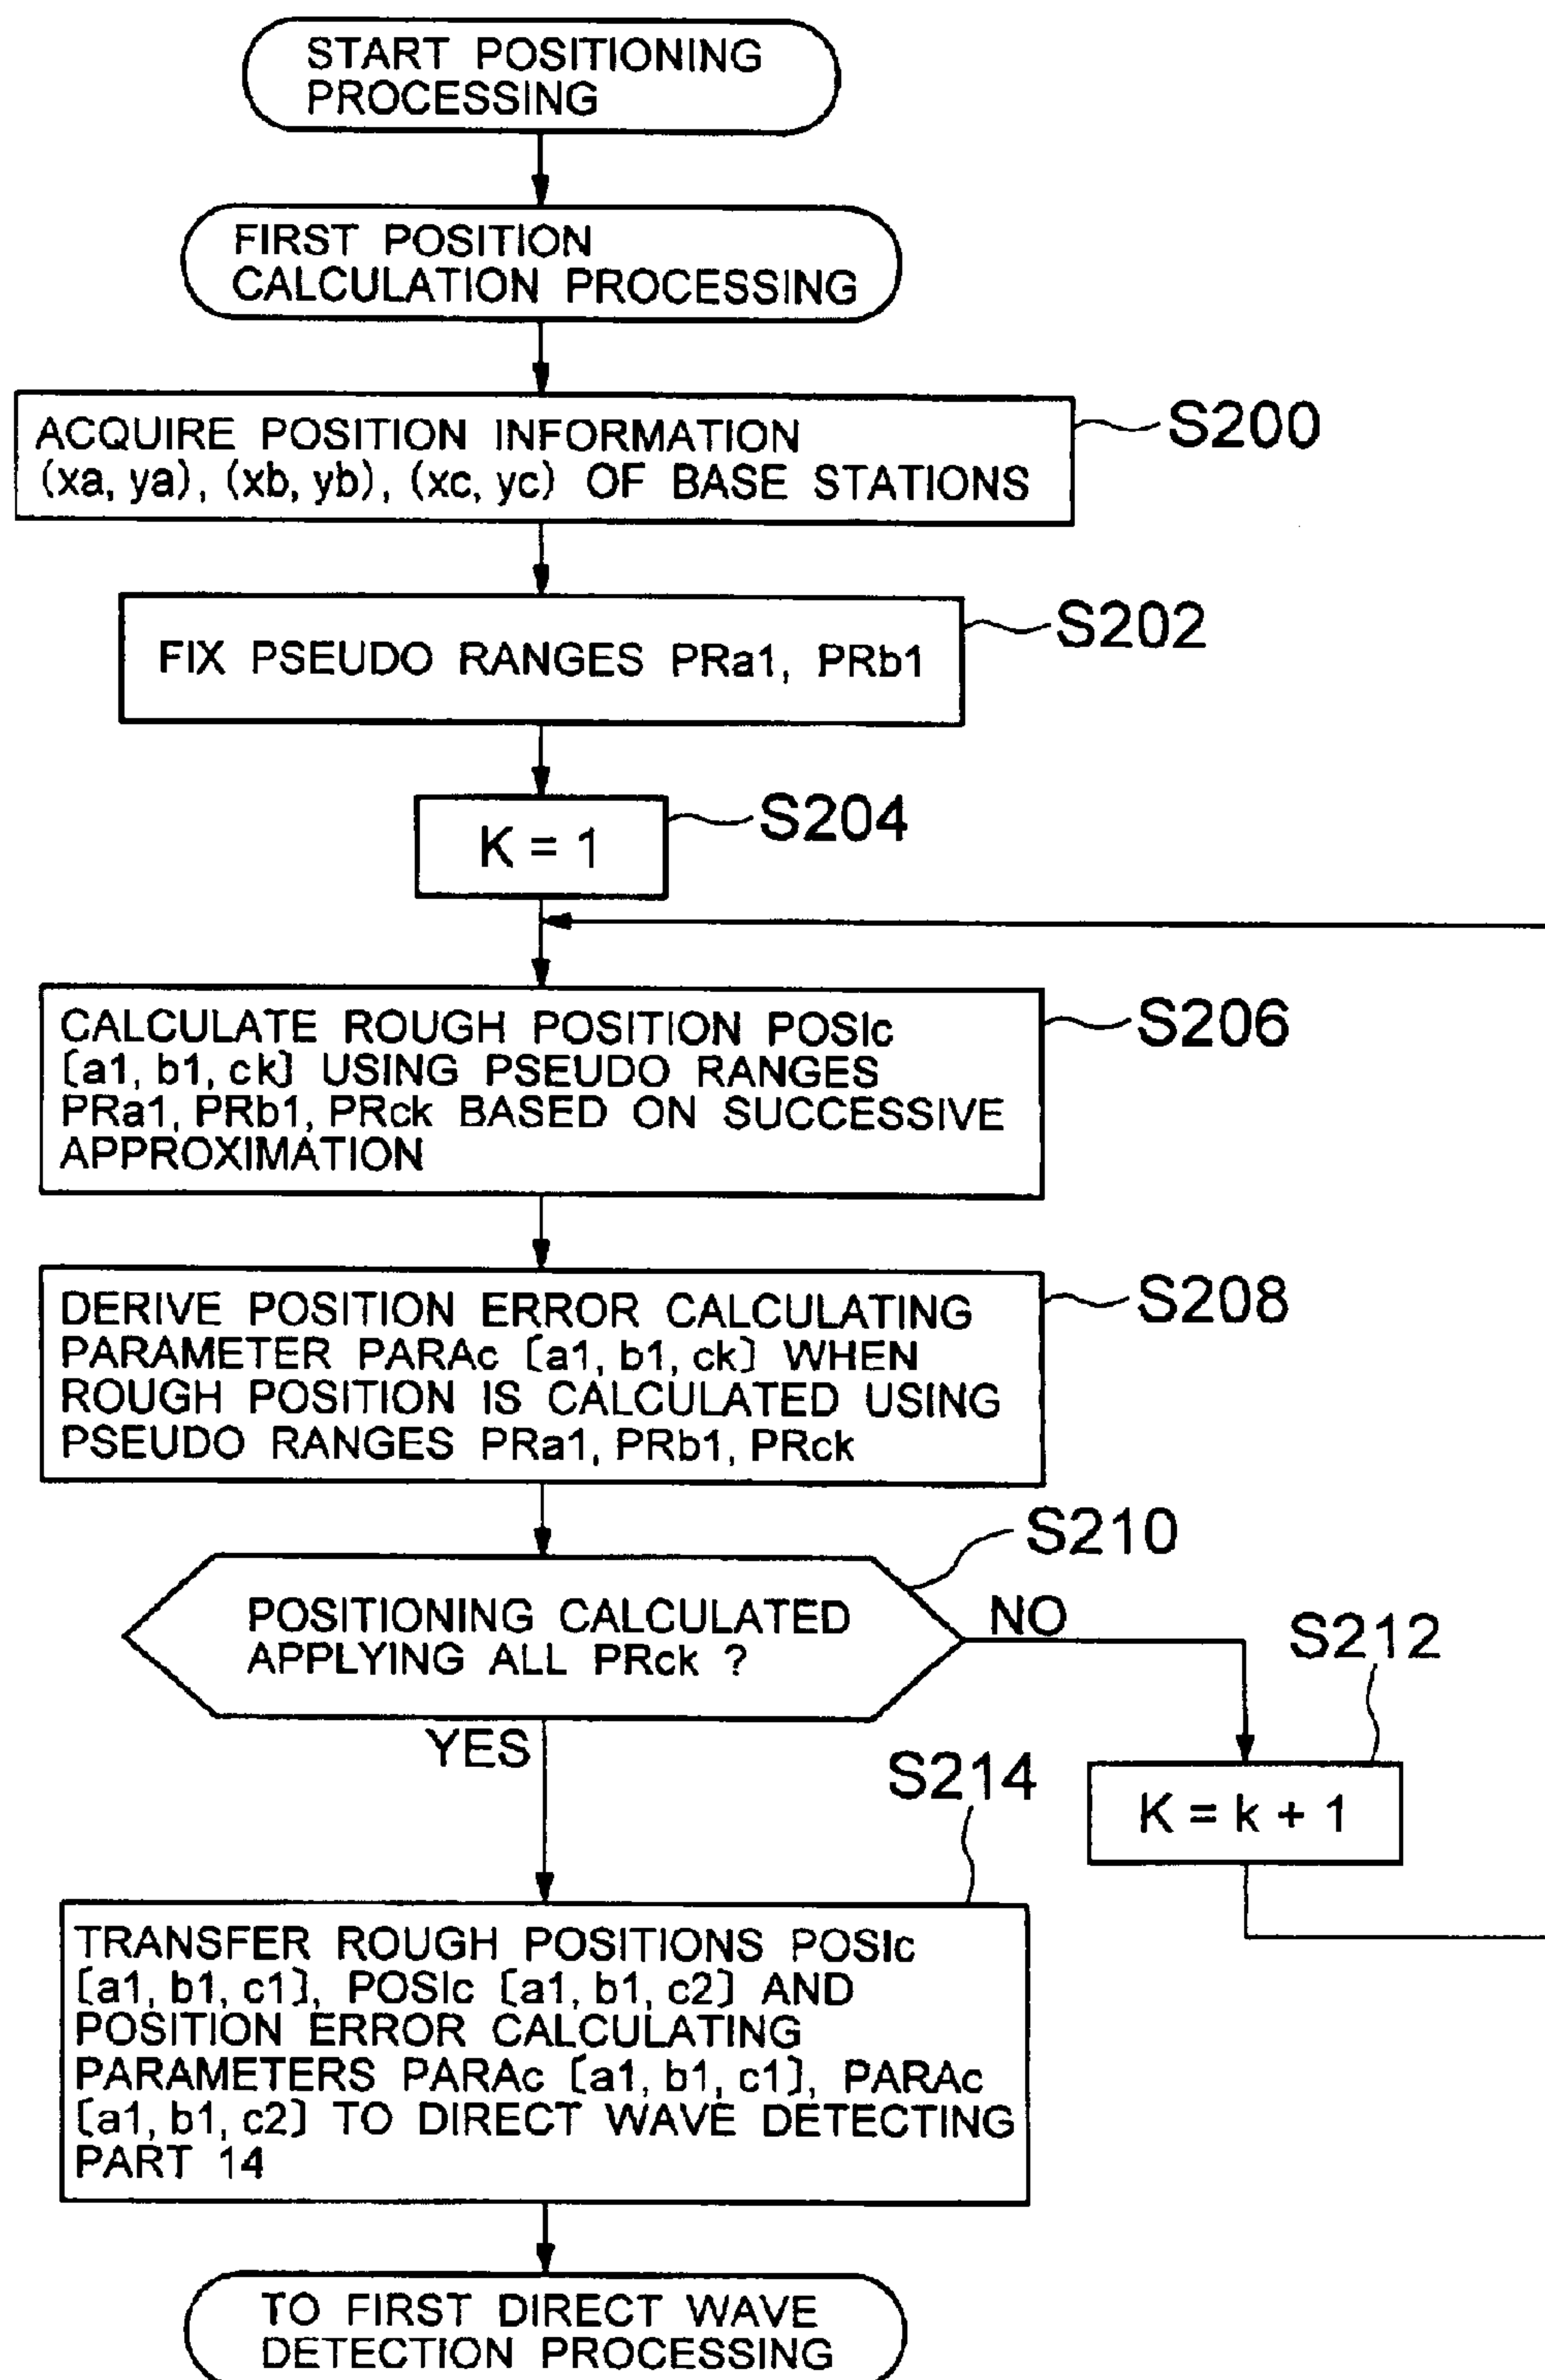 START POSITIONING
PROCESSING
FIRST POSITION
CALCULATION PROCESSING
ACQUIRE POSITION INFORMATION
(xa, ya), (xb, yb), (xc, yc) OF BASE STATIONS
S200
FIX PSEUDO RANGES PRa1, PRb1
S202
K = 1
S204
CALCULATE ROUGH POSITION POSIc
[a1, b1, ck] USING PSEUDO RANGES
PRa1, PRb1, PRck BASED ON SUCCESSIVE
APPROXIMATION
S206
DERIVE POSITION ERROR CALCULATING
PARAMETER PARAc [a1, b1, ck] WHEN
ROUGH POSITION IS CALCULATED USING
PSEUDO RANGES PRa1, PRb1, PRck
S208
POSITIONING CALCULATED
APPLYING ALL PRck ?
S210
NO
YES
S212
K = k + 1
S214
TRANSFER ROUGH POSITIONS POSIc
[a1, b1, c1], POSIc [a1, b1, c2] AND
POSITION ERROR CALCULATING
PARAMETERS PARAc [a1, b1, c1], PARAc
[a1, b1, c2] TO DIRECT WAVE DETECTING
PART 14
TO FIRST DIRECT WAVE
DETECTION PROCESSING